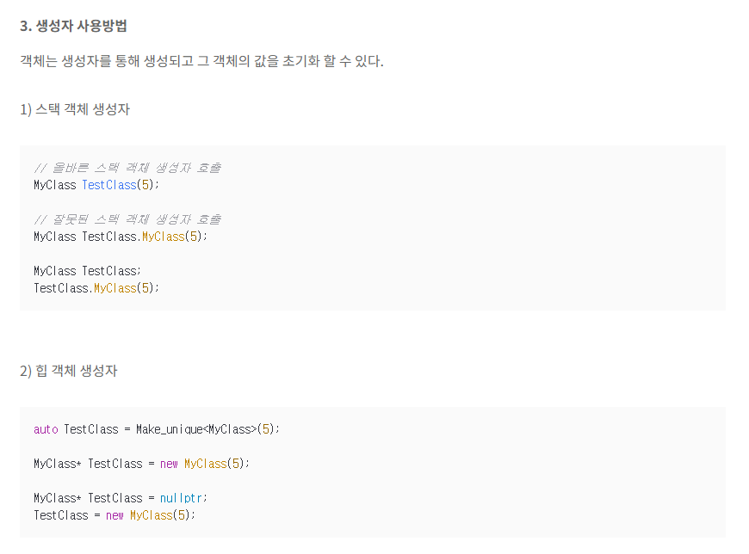 3. 생성자 사용방법
객체는 생성자를 통해 생성되고 그 객체의 값을 초기화 할 수 있다.
1) 스택 객체 생성자
// 올바른 스택 객체 생성자 호출
MyClass TestClass(5);
// 잘못된 스택 객체 생성자 호출
MyClass TestClass.MyClass(5);
MyClass TestClass;
TestClass.MyClass(5);
2) 힙 객체 생성자
auto TestClass = Make_unique<MyClass>(5);
MyClass* TestClass = new MyClass(5);
MyClass* TestClass = nullptr;
TestClass = new MyClass(5);